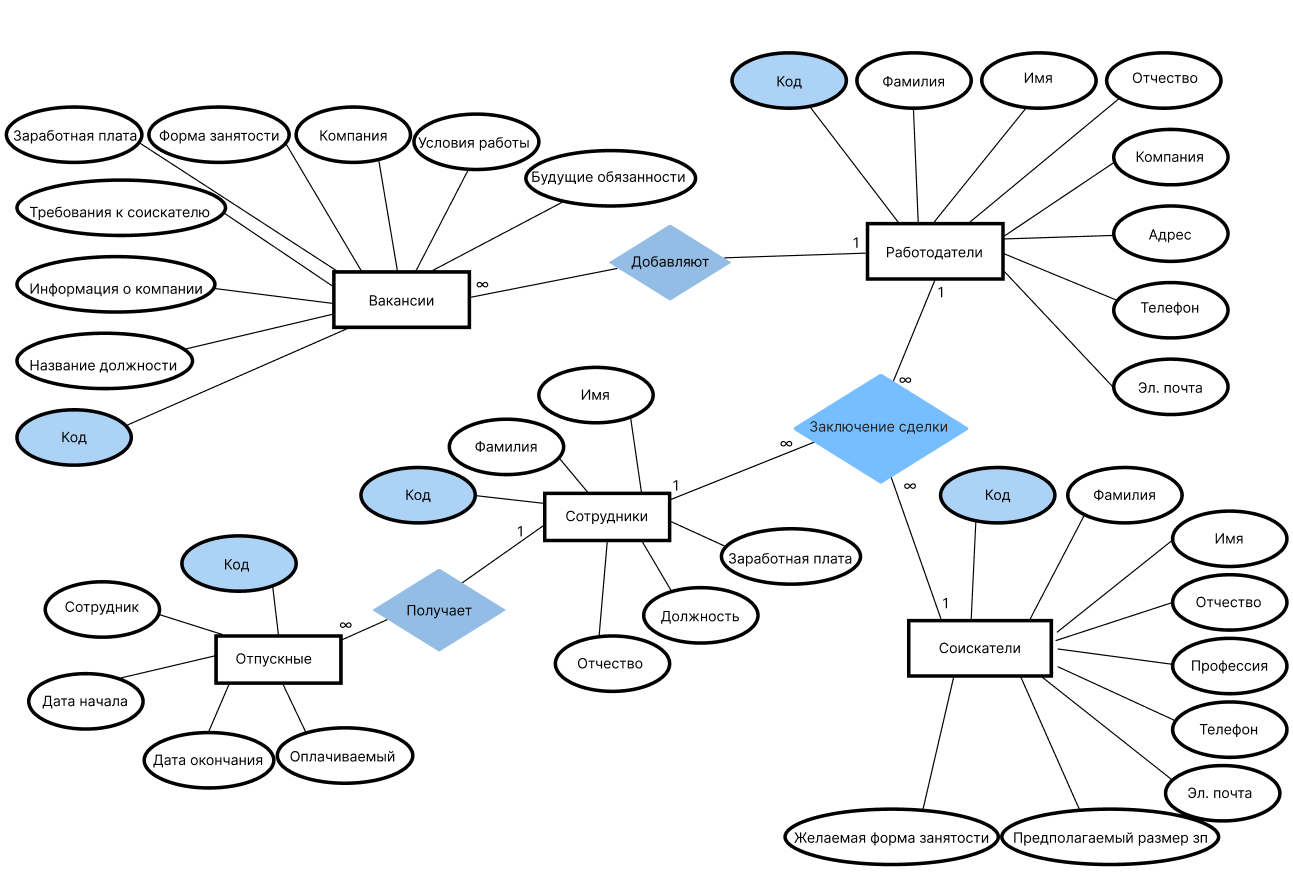 Код
Фамилия
Имя
Отчество
Заработная плата
Форма занятости
Компания
Условия работы
Будущие обязанности
Компания
Требования к соискателю
Адрес
Добавляют
1
Работодатели
∞
Информация о компании
Вакансии
1
Телефон
Название должности
∞
Эл. почта
Имя
Заключение сделки
Код
Фамилия
∞
1
∞
Код
Код
Фамилия
Сотрудники
1
Имя
Заработная плата
Код
Отчество
Сотрудник
Получает
1
Должность
∞
Соискатели
Отпускные
Отчество
Профессия
Дата начала
Телефон
Дата окончания
Оплачиваемый
Эл. почта
Желаемая форма занятости
Предполагаемый размер зп